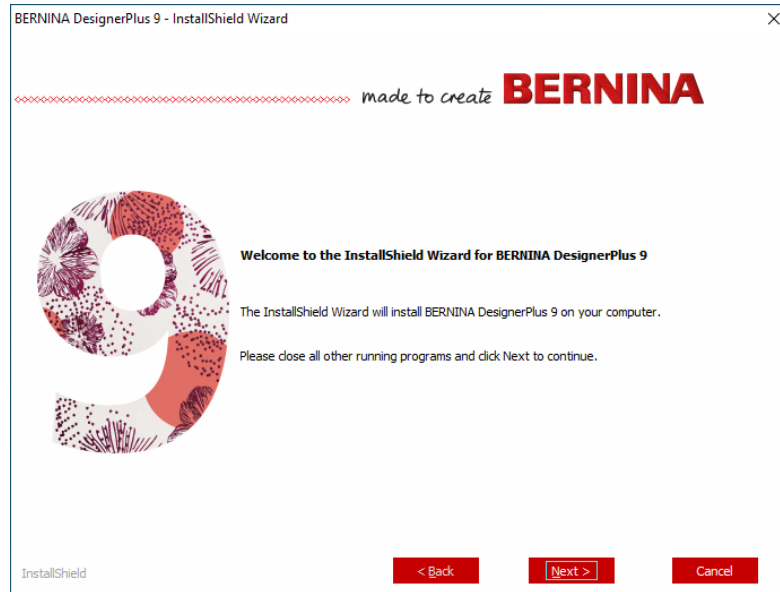 BERNINA DesignerPlus 9 - InstallShield Wizard
made to create BERNINA
9
Welcome to the InstallShield Wizard for BERNINA DesignerPlus 9
The InstallShield Wizard will install BERNINA DesignerPlus 9 on your computer.
Please close all other running programs and click Next to continue.
InstallShield
< Back Next > Cancel